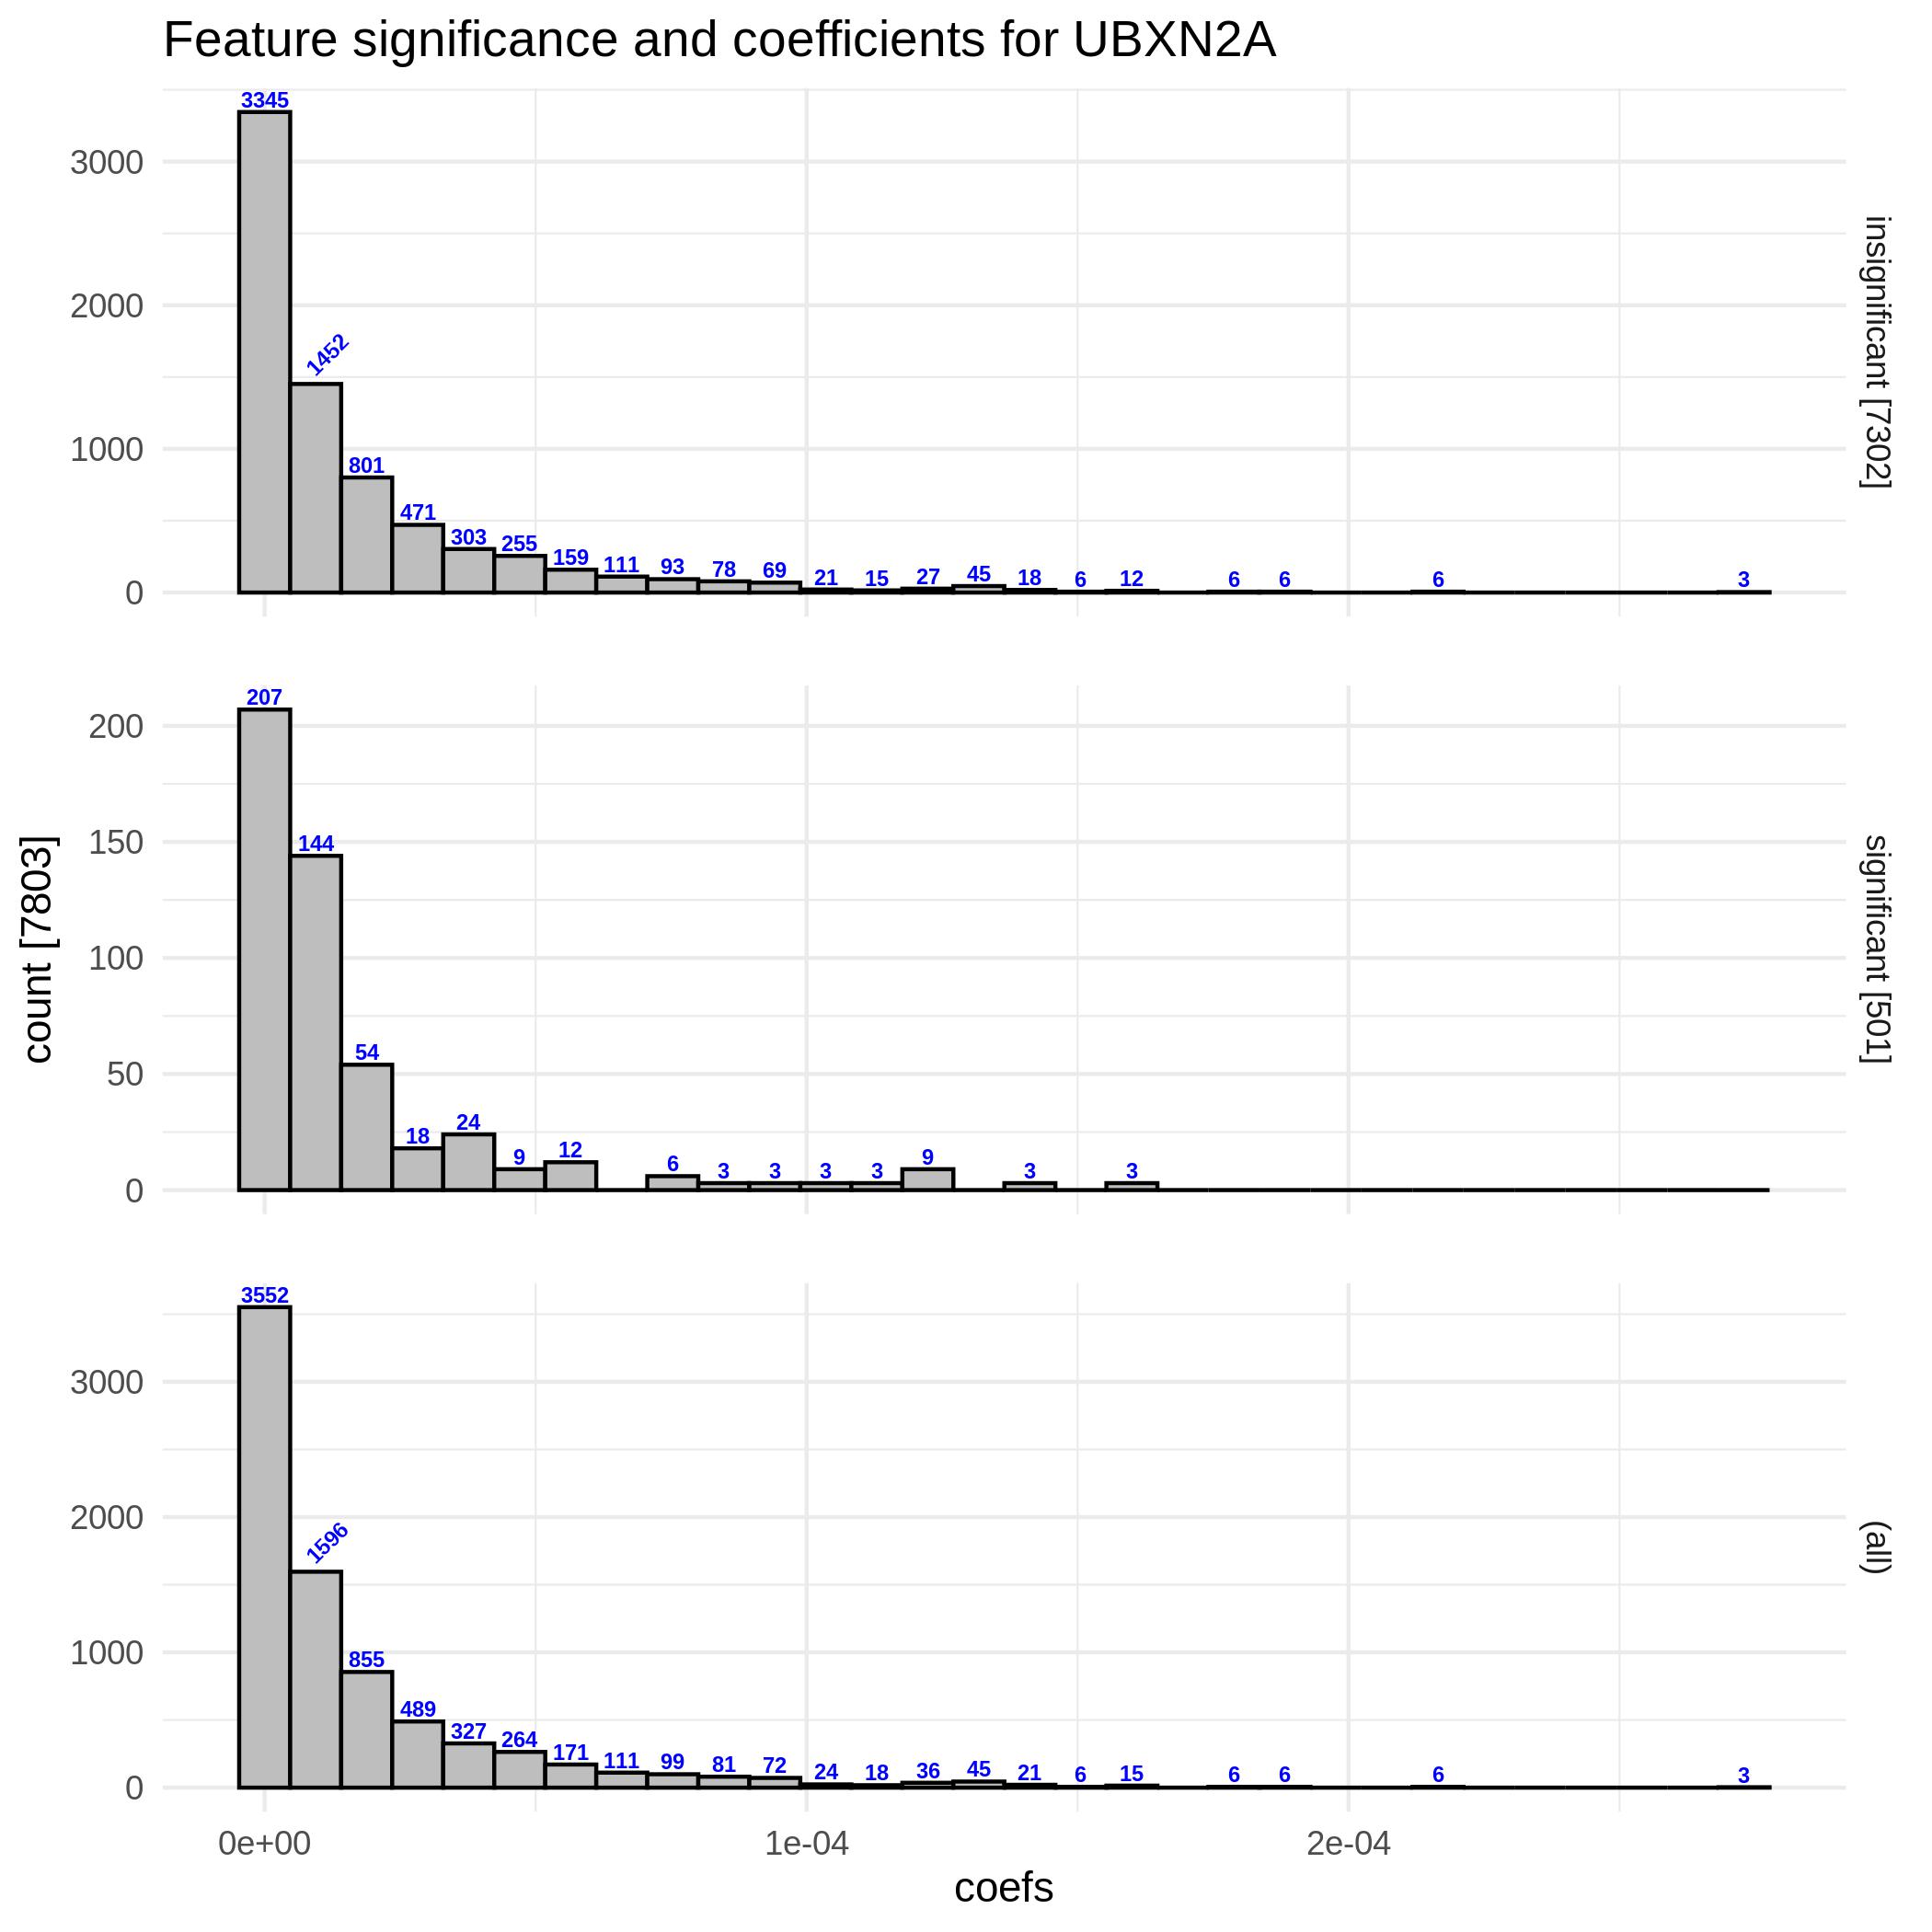 Feature significance and coefficients for UBXN2A
3345
3000
2000
1452
1000
801
471
303 255 159 111 93 78 69 21 15 27 45 18 6 12 6 6 6 3
0
insignificant [7302]
207
200
150
144
100
54
50
18 24 9 12 6 3 3 3 3 9 3 3
0
significant [501]
count [7803]
3552
3000
2000
1596
1000
855
489
327 264 171 111 99 81 72 24 18 36 45 21 6 15 6 6 6 3
0
(all)
0e+00 1e-04 2e-04
coefs